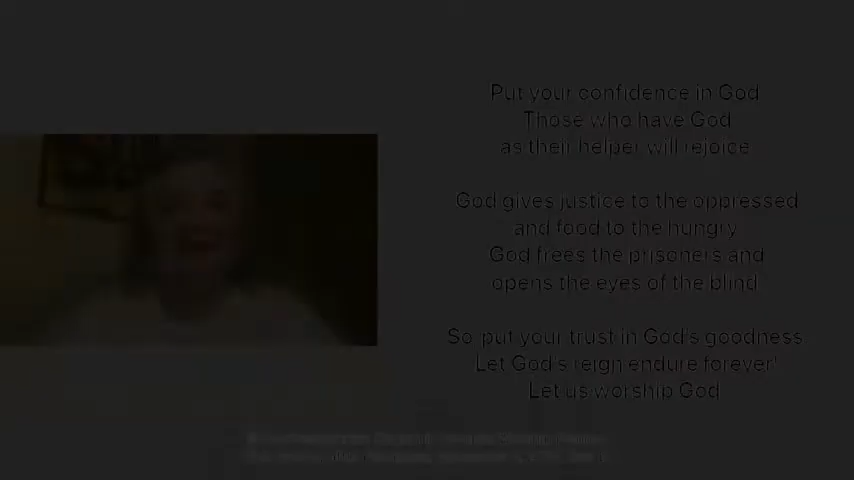 Put your confidence in God
Those who have God
as their helper will rejoice
God gives justice to the oppressed
and food to the hungry
God frees the prisoners and
opens the eyes of the blind
So put your trust in God's goodness
Let God's reign endure forever!
Let us worship God